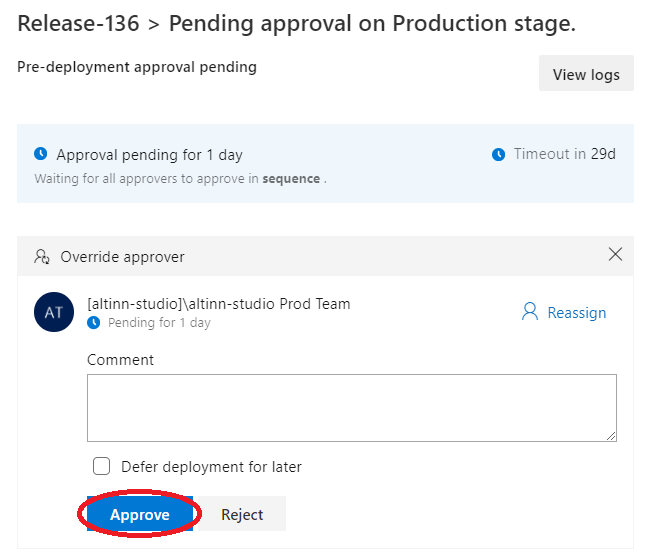 Release-136 > Pending approval on Production stage.
Pre-deployment approval pending
View logs
Approval pending for 1 day
Timeout in 29d
Waiting for all approvers to approve in sequence .
Override approver
AT
[altinn-studio]\altinn-studio Prod Team
Pending for 1 day
Reassign
Comment
Defer deployment for later
Approve
Reject